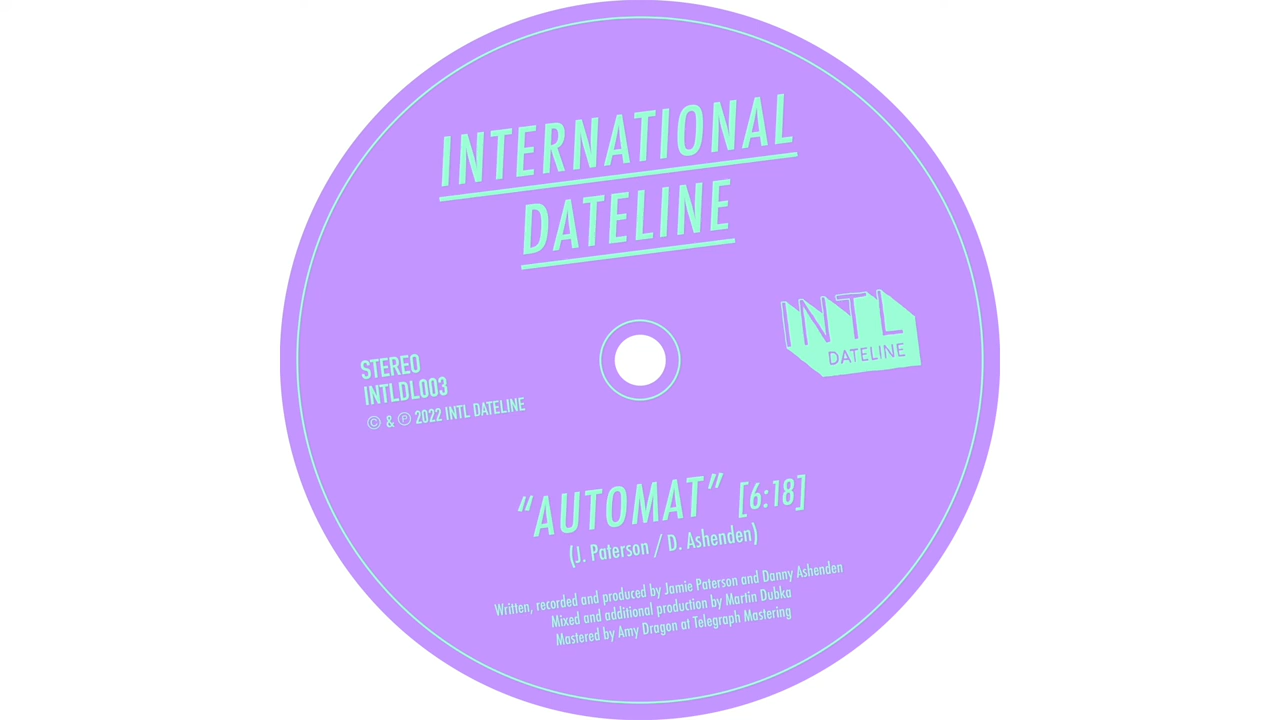 INTERNATIONAL
DATELINE
INTL
DATELINE
STEREO
INTLDL003
© & ℗ 2022 INTL DATELINE
“AUTOMAT” [6:18]
(J. Paterson / D. Ashenden)
Written, recorded and produced by Jamie Paterson and Danny Ashenden
Mixed and additional production by Martin Dubka
Mastered by Amy Dragon at Telegraph Mastering